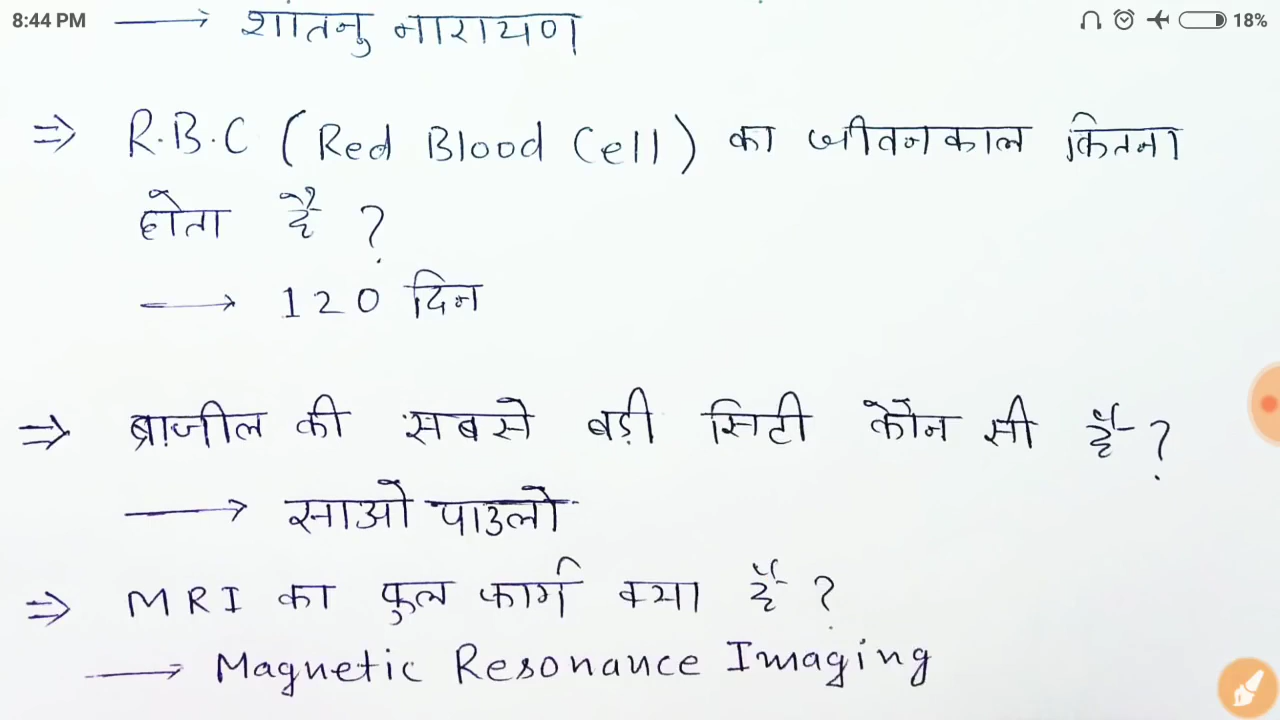 8:44 PM 18%
→ शातनु नारायण
⇒ R.B.C (Red Blood Cell) का जीवनकाल कितना
होता है ?
→ 120 दिन
⇒ ब्राजील की सबसे बड़ी सिटी कौन सी है ?
→ साओ पाउलो
⇒ MRI का फुल फार्म क्या है ?
→ Magnetic Resonance Imaging